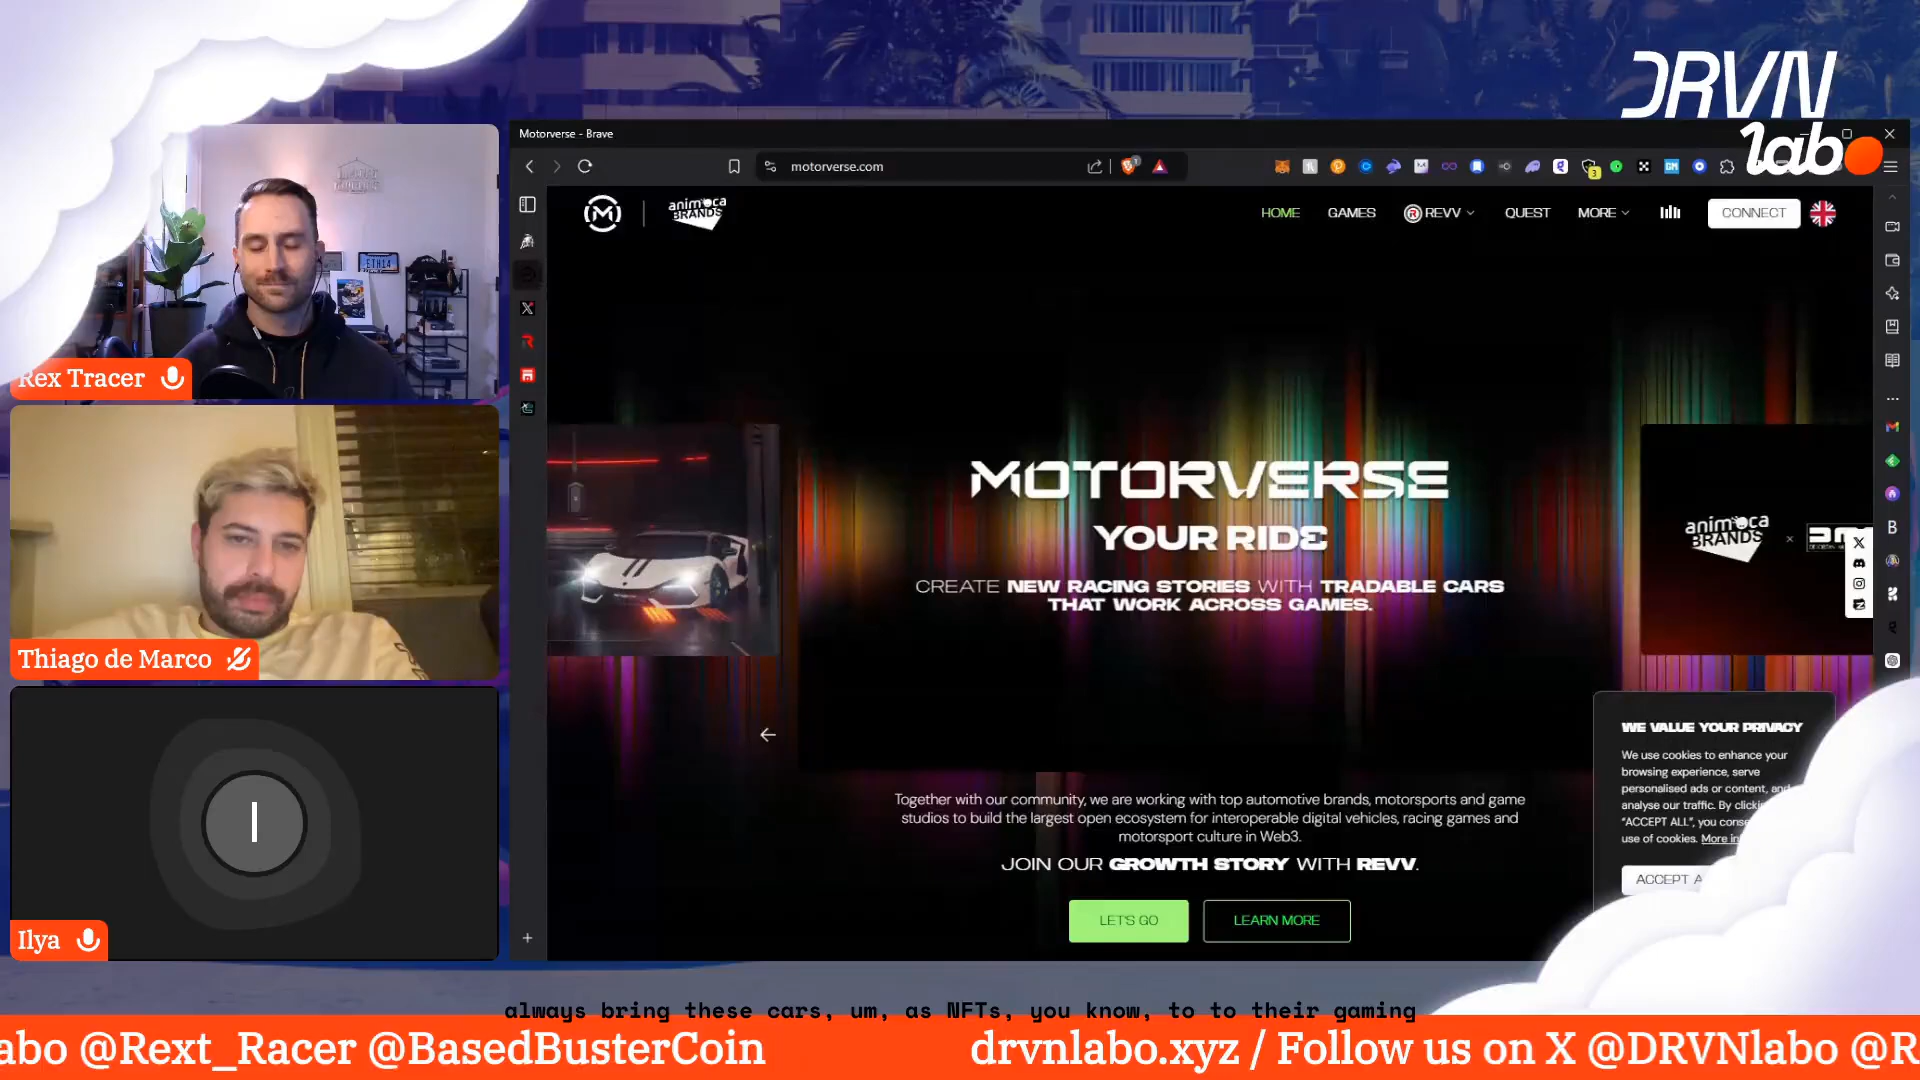 DRVN
labo
Motorverse - Brave
motorverse.com
animoca
BRANDS
HOME
GAMES
REVV
QUEST
MORE
CONNECT
ETH14
Rex Tracer
MOTORVERSE
YOUR RIDE
CREATE NEW RACING STORIES WITH TRADABLE CARS
THAT WORK ACROSS GAMES.
animoca
BRANDS
×
Thiago de Marco
WE VALUE YOUR PRIVACY
We use cookies to enhance your
browsing experience, serve
personalised ads or content, and
analyse our traffic. By
"ACCEPT ALL", you
use of cookies. More
ACCEPT
Together with our community, we are working with top automotive brands, motorsports and game
studios to build the largest open ecosystem for interoperable digital vehicles, racing games and
motorsport culture in Web3.
JOIN OUR GROWTH STORY WITH REVV.
LET'S GO
LEARN MORE
I
Ilya
always bring these cars, um, as NFTs, you know, to to their gaming
abo @Rext_Racer @BasedBusterCoin
drvnlabo.xyz / Follow us on X @DRVNlabo @R